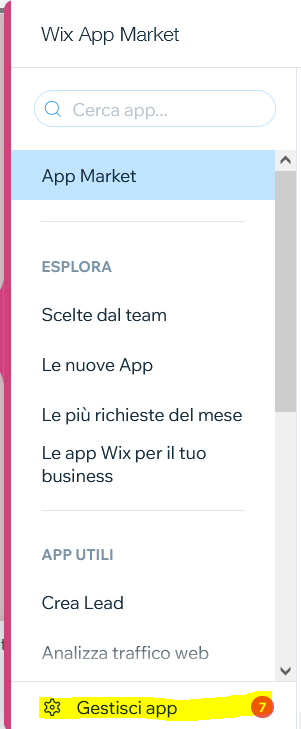 Wix App Market
Cerca app...
App Market
ESPLORA
Scelte dal team
Le nuove App
Le più richieste del mese
Le app Wix per il tuo
business
APP UTILI
Crea Lead
Analizza traffico web
Gestisci app 7